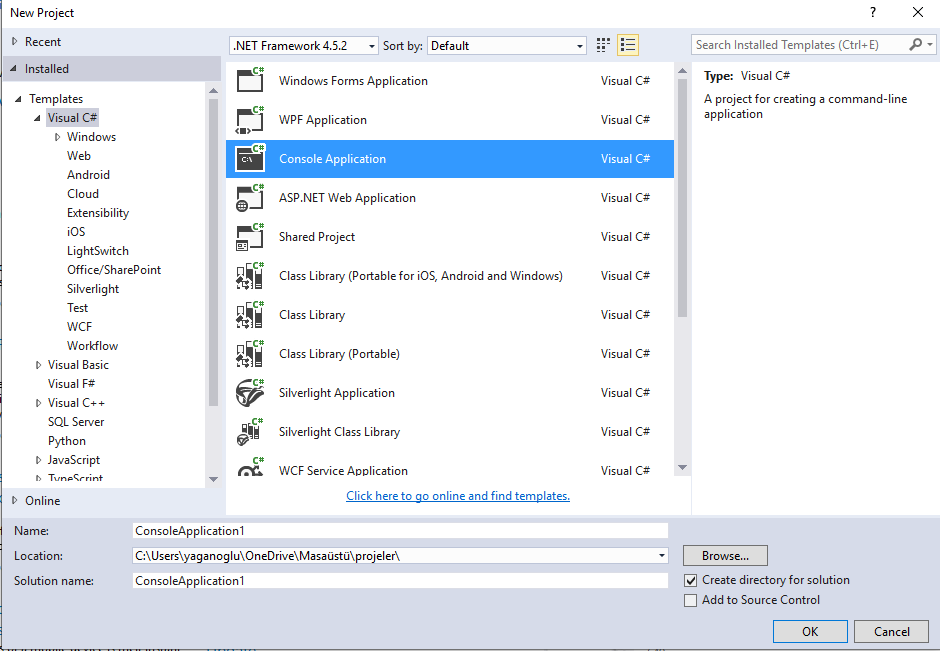 New Project
? 
Recent
.NET Framework 4.5.2
Sort by:
Default
Search Installed Templates (Ctrl+E)
Installed
Templates
Visual C#
Windows
Web
Android
Cloud
Extensibility
iOS
LightSwitch
Office/SharePoint
Silverlight
Test
WCF
Workflow
Visual Basic
Visual F#
Visual C++
SQL Server
Python
JavaScript
TypeScript
Online
Windows Forms Application Visual C#
WPF Application Visual C#
Console Application Visual C#
ASP.NET Web Application Visual C#
Shared Project Visual C#
Class Library (Portable for iOS, Android and Windows) Visual C#
Class Library Visual C#
Class Library (Portable) Visual C#
Silverlight Application Visual C#
Silverlight Class Library Visual C#
WCF Service Application Visual C#
Click here to go online and find templates.
Type: Visual C#
A project for creating a command-line
application
Name: ConsoleApplication1
Location: C:\Users\yaganoglu\OneDrive\Masaüstü\projeler\
Browse...
Solution name: ConsoleApplication1
Create directory for solution
Add to Source Control
OK
Cancel